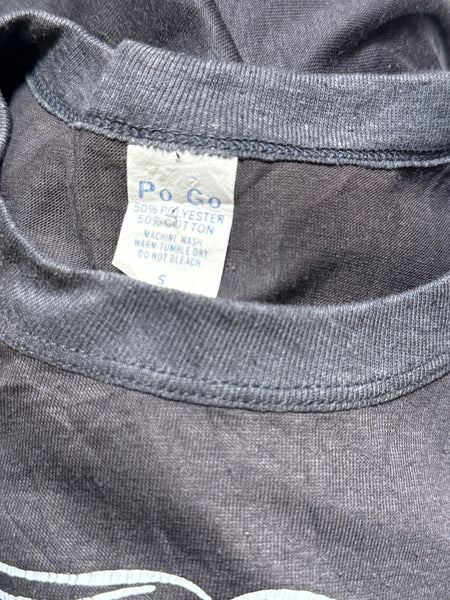 Po Go
50% POLYESTER
50% COTTON
MACHINE WASH
WARM TUMBLE DRY
DO NOT BLEACH
S